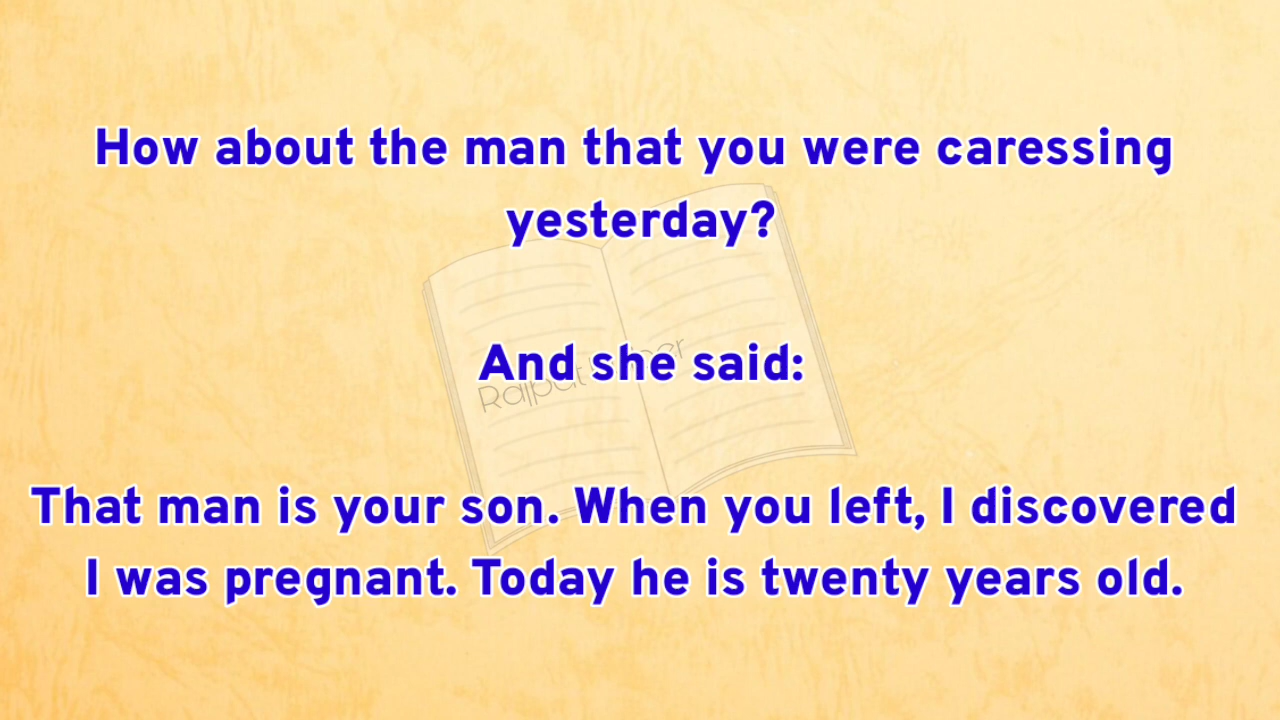 How about the man that you were caressing
yesterday?
And she said:
That man is your son. When you left, I discovered
I was pregnant. Today he is twenty years old.
Rajput